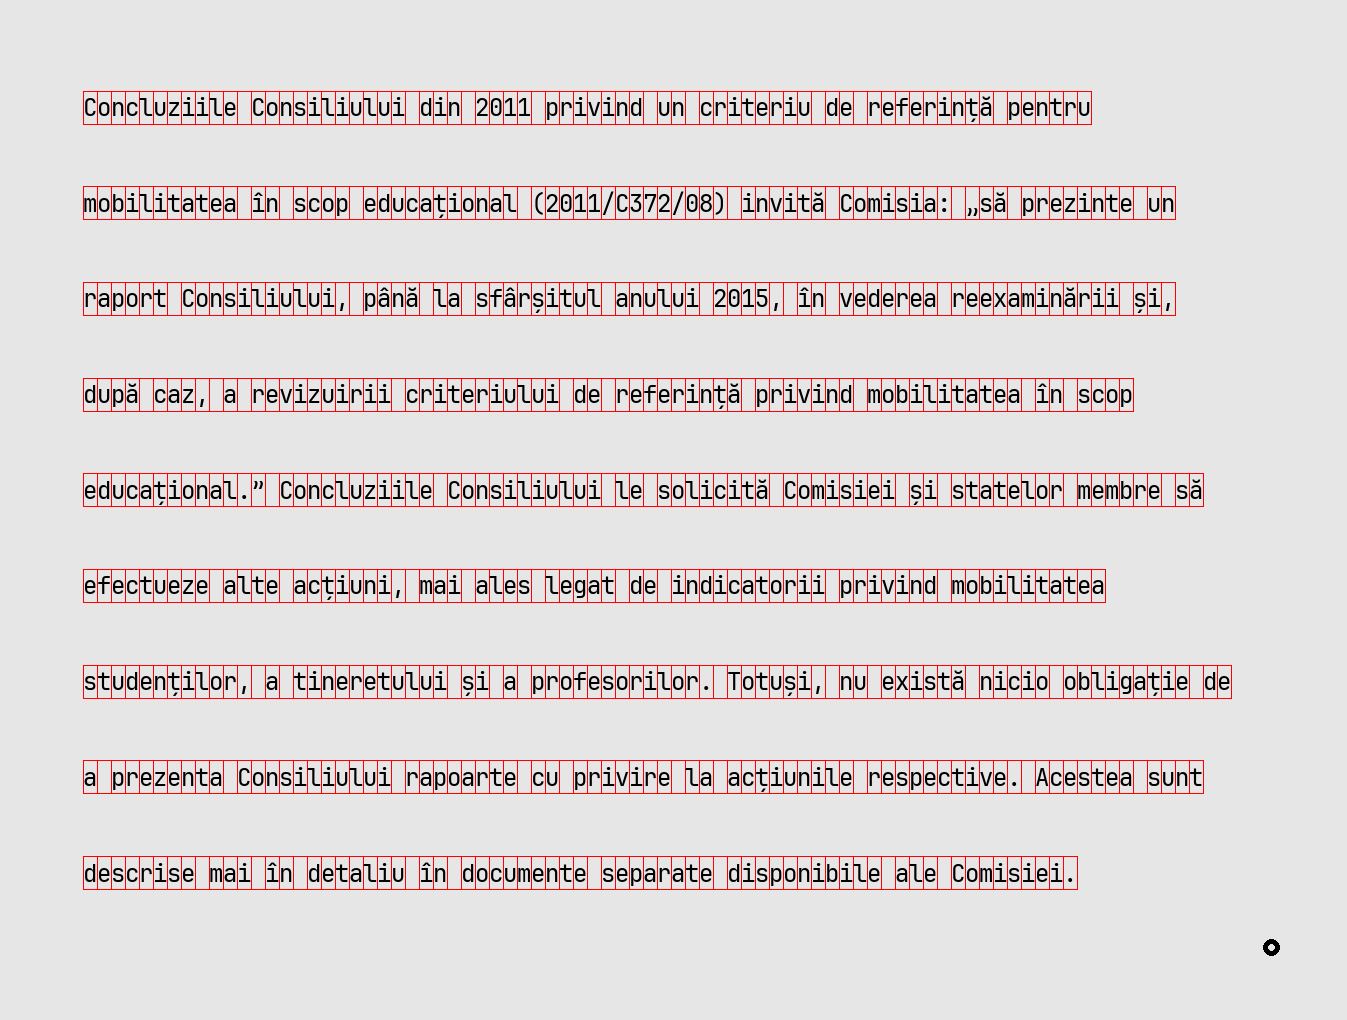 Concluziile Consiliului din 2011 privind un criteriu de referință pentru
mobilitatea în scop educațional (2011/C372/08) invită Comisia: „să prezinte un
raport Consiliului, până la sfârșitul anului 2015, în vederea reexaminării și,
după caz, a revizuirii criteriului de referință privind mobilitatea în scop
educațional.” Concluziile Consiliului le solicită Comisiei și statelor membre să
efectueze alte acțiuni, mai ales legat de indicatorii privind mobilitatea
studenților, a tineretului și a profesorilor. Totuși, nu există nicio obligație de
a prezenta Consiliului rapoarte cu privire la acțiunile respective. Acestea sunt
descrise mai în detaliu în documente separate disponibile ale Comisiei.